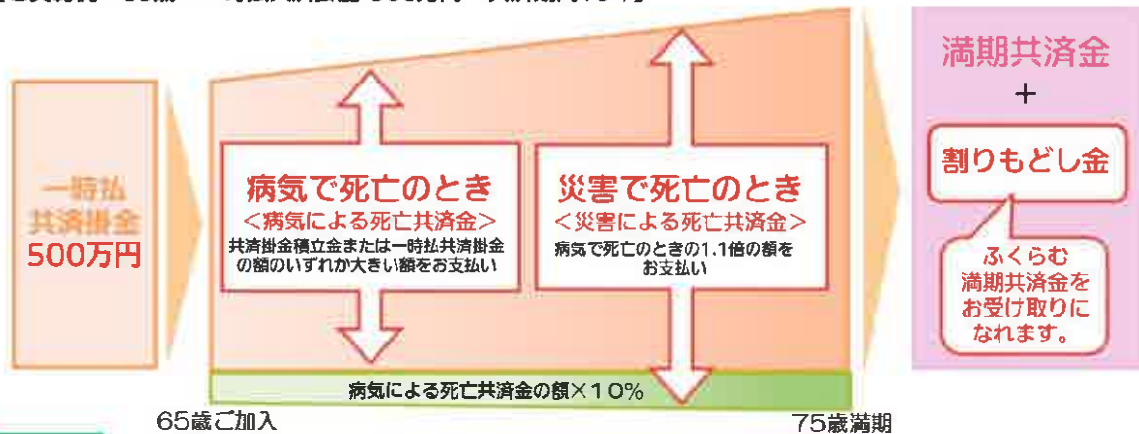 一時払
共済掛金
500万円
病気で死亡のとき
＜病気による死亡共済金＞
共済掛金積立金または一時払共済掛金
の額のいずれか大きい額をお支払い
災害で死亡のとき
＜災害による死亡共済金＞
病気で死亡のときの1.1倍の額を
お支払い
病気による死亡共済金の額×10%
65歳ご加入
75歳満期
満期共済金
+
割りもどし金
ふくらむ
満期共済金を
お受け取りに
なれます。